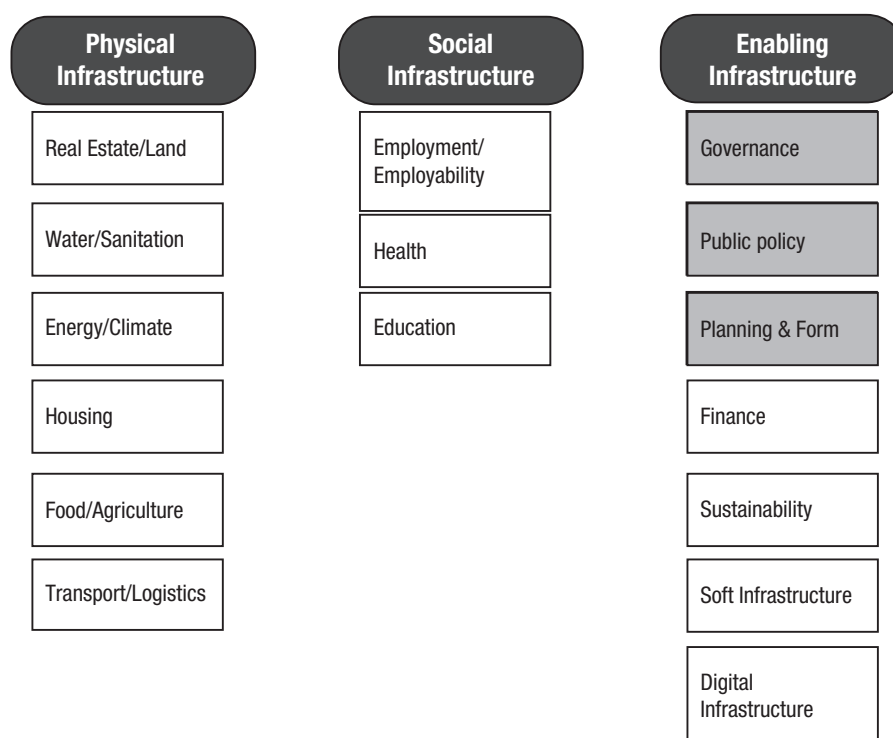 Physical
Infrastructure
Real Estate/Land
Water/Sanitation
Energy/Climate
Housing
Food/Agriculture
Transport/Logistics
Social
Infrastructure
Employment/
Employability
Health
Education
Enabling
Infrastructure
Governance
Public policy
Planning & Form
Finance
Sustainability
Soft Infrastructure
Digital
Infrastructure